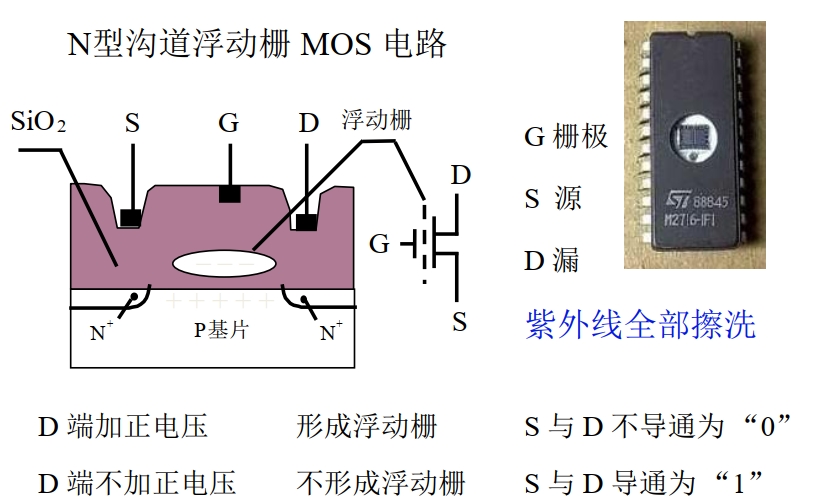 N型沟道浮动栅 MOS 电路
SiO2
S
G
D
浮动栅
G 栅极
S 源
D 漏
D
G
S
N+
P基片
N+
ST 88845
M2716-1F1
紫外线全部擦洗
D 端加正电压 形成浮动栅 S 与 D 不导通为 “0”
D 端不加正电压 不形成浮动栅 S 与 D 导通为 “1”